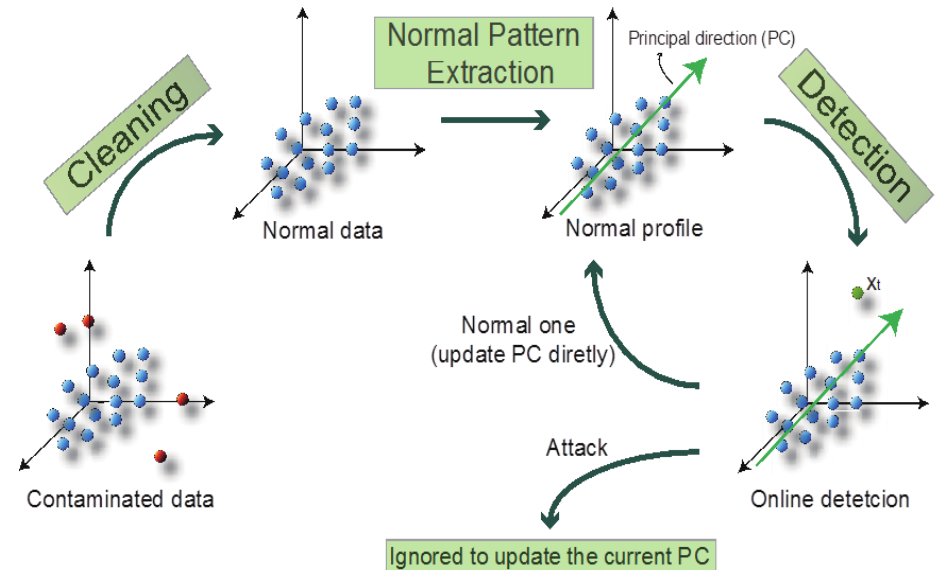 Cleaning
Normal Pattern
Extraction
Principal direction (PC)
Detection
Normal data
Normal profile
Contaminated data
Normal one
(update PC diretly)
Attack
Xt
Online detetcion
Ignored to update the current PC